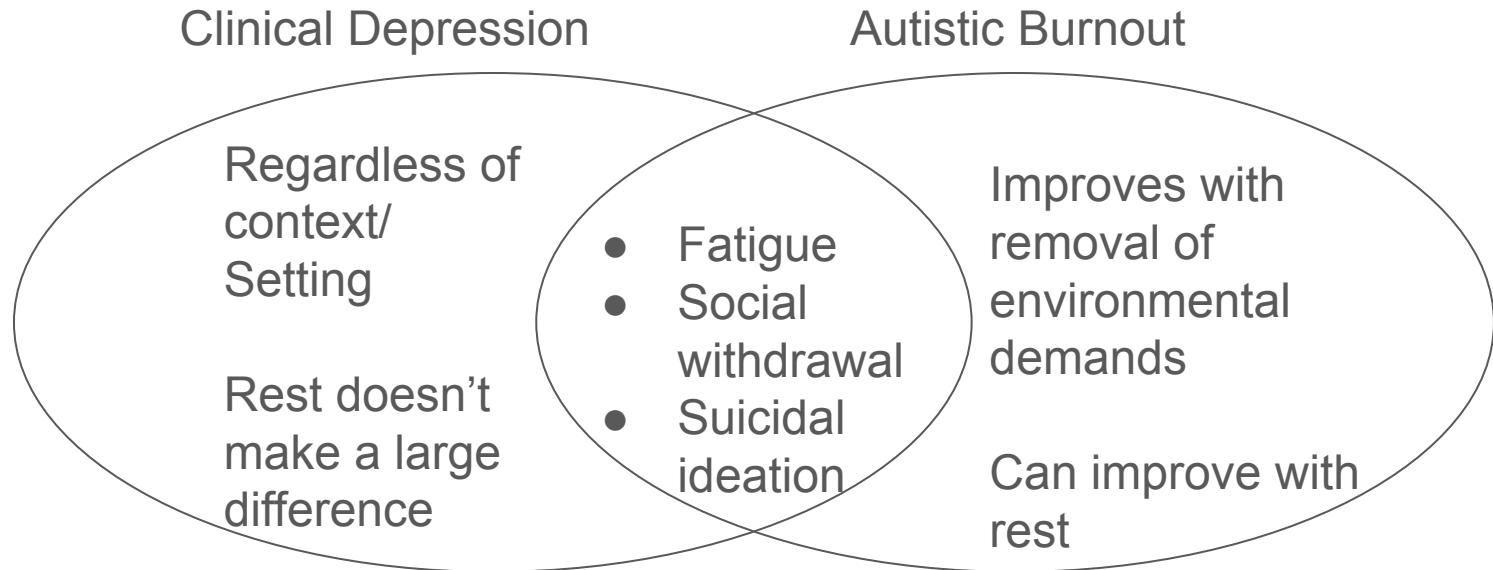 Clinical Depression
Autistic Burnout
Regardless of
context/
Setting
Rest doesn’t
make a large
difference
● Fatigue
● Social
withdrawal
● Suicidal
ideation
Improves with
removal of
environmental
demands
Can improve with
rest